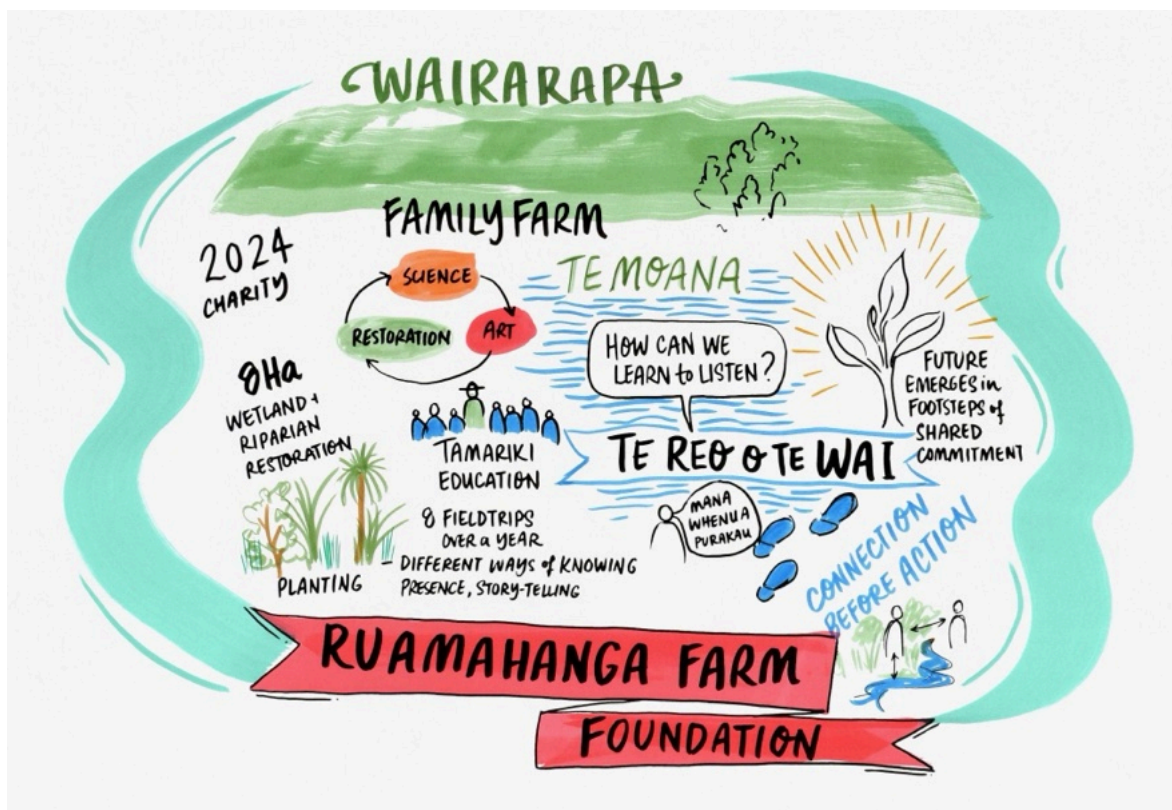 WAIRARAPA
FAMILY FARM
2024
CHARITY
SCIENCE
ART
RESTORATION
TE MOANA
HOW CAN WE
LEARN to LISTEN?
FUTURE
EMERGES in
FOOTSTEPS of
SHARED
COMMITMENT
8Ha
WETLAND +
RIPARIAN
RESTORATION
PLANTING
TAMARIKI
EDUCATION
8 FIELDTRIPS
OVER a YEAR
- DIFFERENT WAYS of KNOWING
PRESENCE, STORY-TELLING
TE REO o TE WAI
MANA
WHENUA
PURAKAU
CONNECTION
BEFORE ACTION
RUAMAHANGA FARM
FOUNDATION